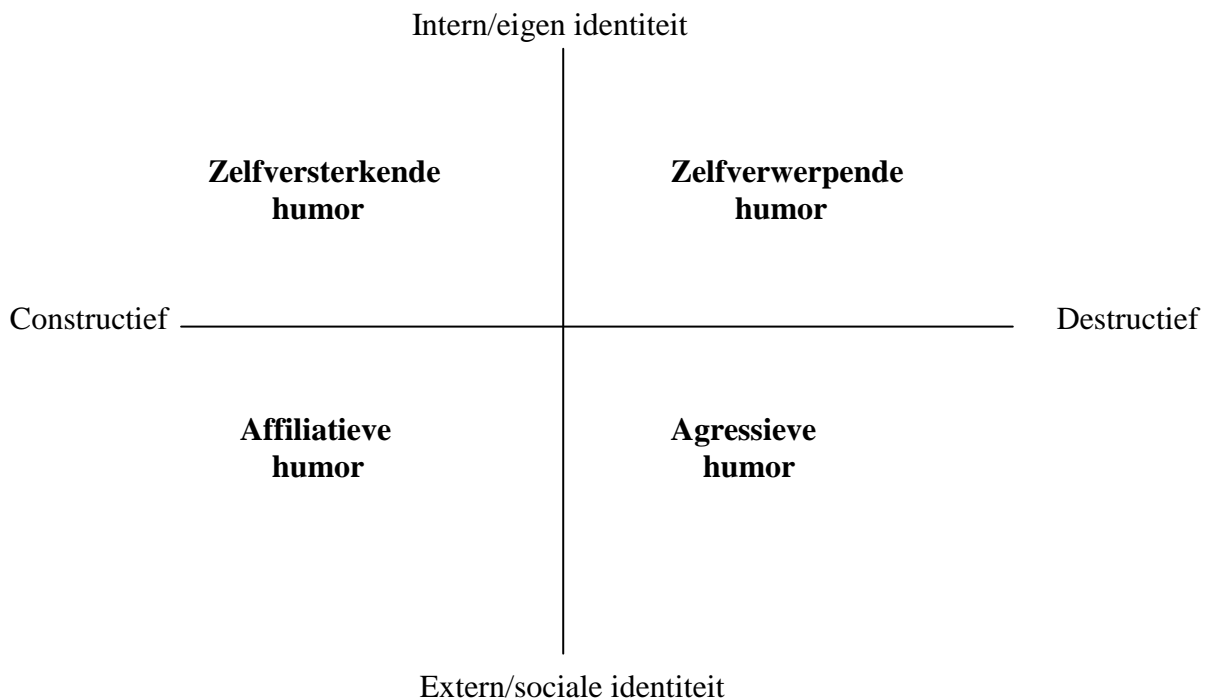 Intern/eigen identiteit
Zelfversterkende
humor
Zelfverwerpende
humor
Constructief
Destructief
Affiliatieve
humor
Agressieve
humor
Extern/sociale identiteit